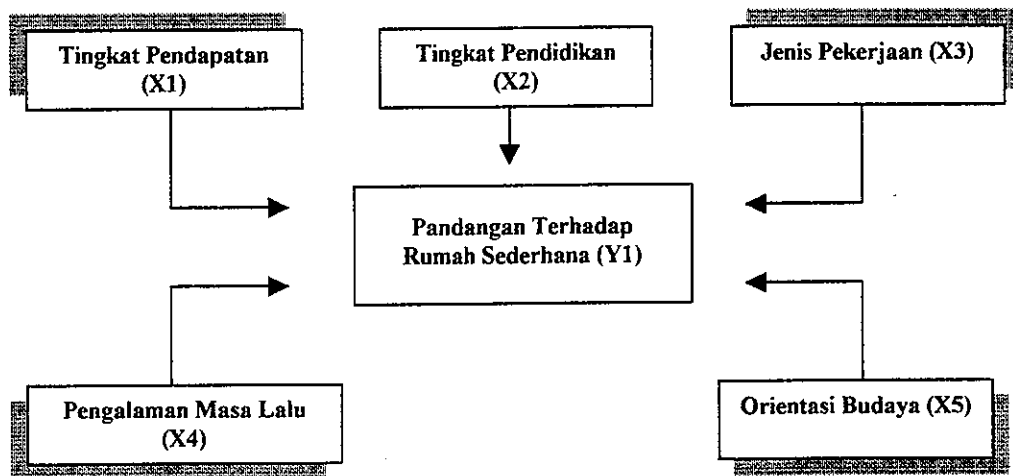 Tingkat Pendapatan
(X1)
Tingkat Pendidikan
(X2)
Jenis Pekerjaan (X3)
Pandangan Terhadap
Rumah Sederhana (Y1)
Pengalaman Masa Lalu
(X4)
Orientasi Budaya (X5)